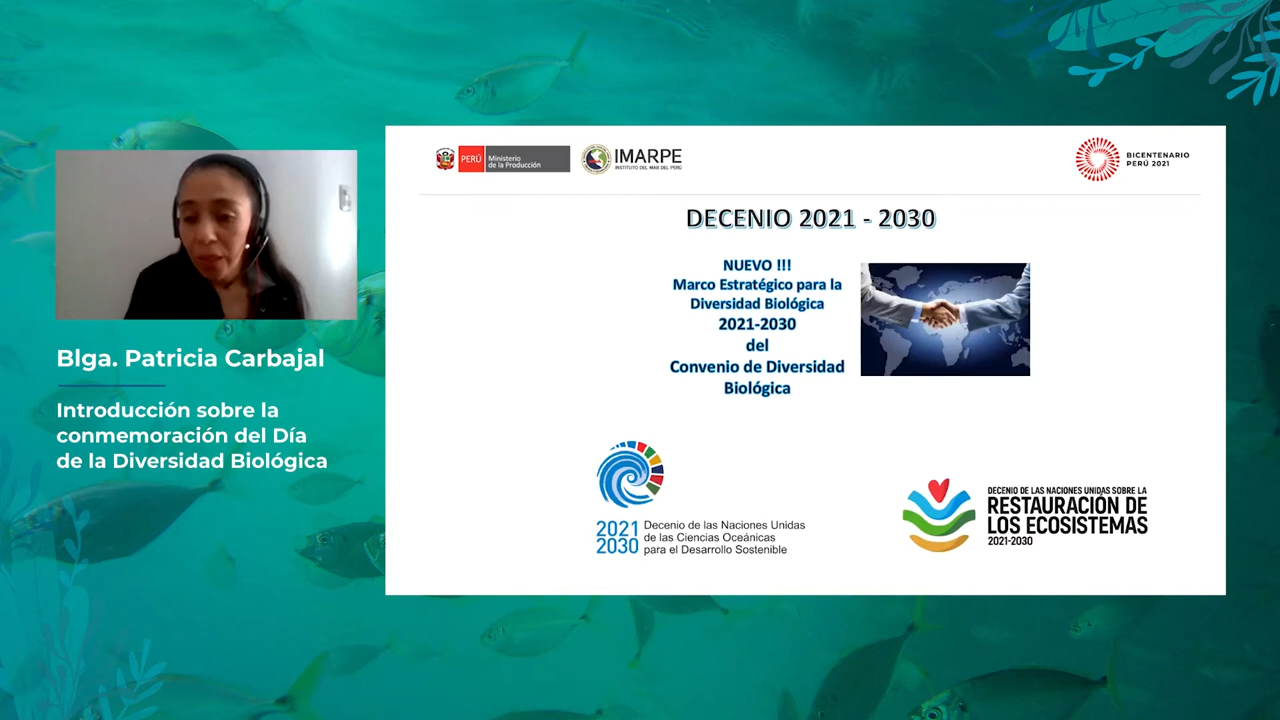 Blga. Patricia Carbajal
Introducción sobre la
conmemoración del Día
de la Diversidad Biológica
PERÚ
Ministerio
de la Producción
IMARPE
INSTITUTO DEL MAR DEL PERÚ
BICENTENARIO
PERÚ 2021
DECENIO 2021 - 2030
NUEVO !!!
Marco Estratégico para la
Diversidad Biológica
2021-2030
del
Convenio de Diversidad
Biológica
2021
2030
Decenio de las Naciones Unidas
de las Ciencias Oceánicas
para el Desarrollo Sostenible
DECENIO DE LAS NACIONES UNIDAS SOBRE LA
RESTAURACIÓN DE
LOS ECOSISTEMAS
2021-2030